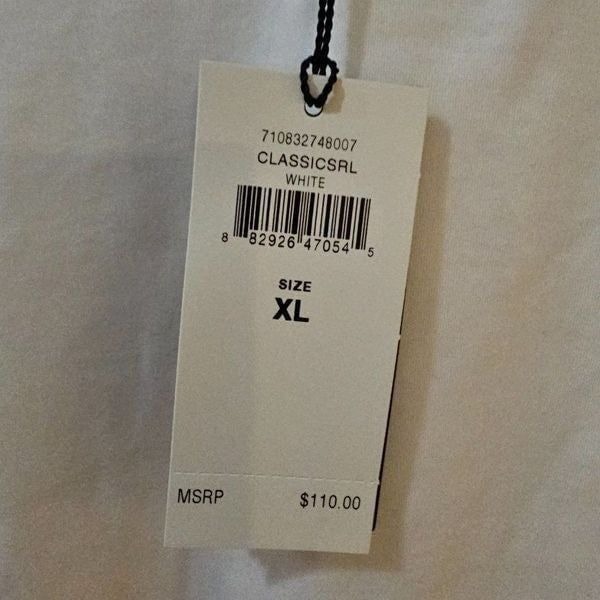 710832748007
CLASSICSRL
WHITE
8 82926 47054 5
SIZE
XL
MSRP $110.00